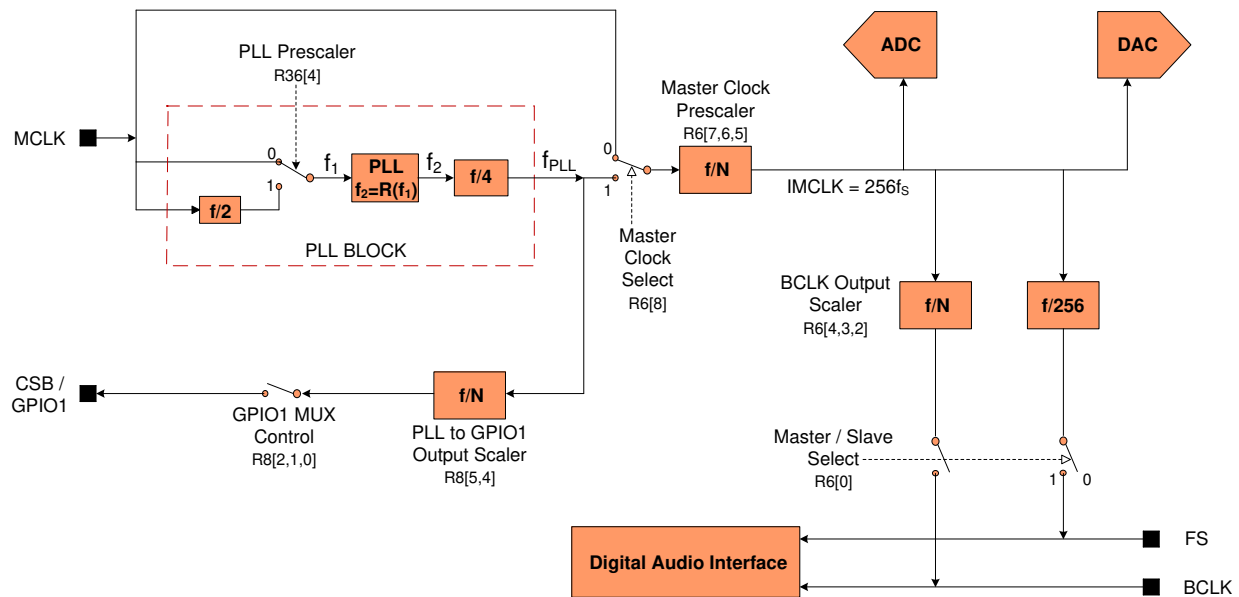 ADC
DAC
PLL Prescaler
R36[4]
Master Clock
Prescaler
R6[7,6,5]
MCLK
0
1
f/2
f₁
PLL
f₂=R(f₁)
f₂
f/4
fPLL
PLL BLOCK
0
1
f/N
IMCLK = 256fS
Master
Clock
Select
R6[8]
BCLK Output
Scaler
R6[4,3,2]
f/N
f/256
CSB /
GPIO1
GPIO1 MUX
Control
R8[2,1,0]
f/N
PLL to GPIO1
Output Scaler
R8[5,4]
Master / Slave
Select
R6[0]
1
0
Digital Audio Interface
FS
BCLK